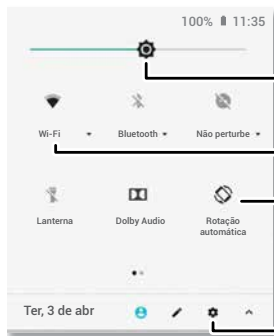 100% 11:35
Wi-Fi Bluetooth Não perturbe
Lanterna Dolby Audio Rotação
automática
Ter, 3 de abr